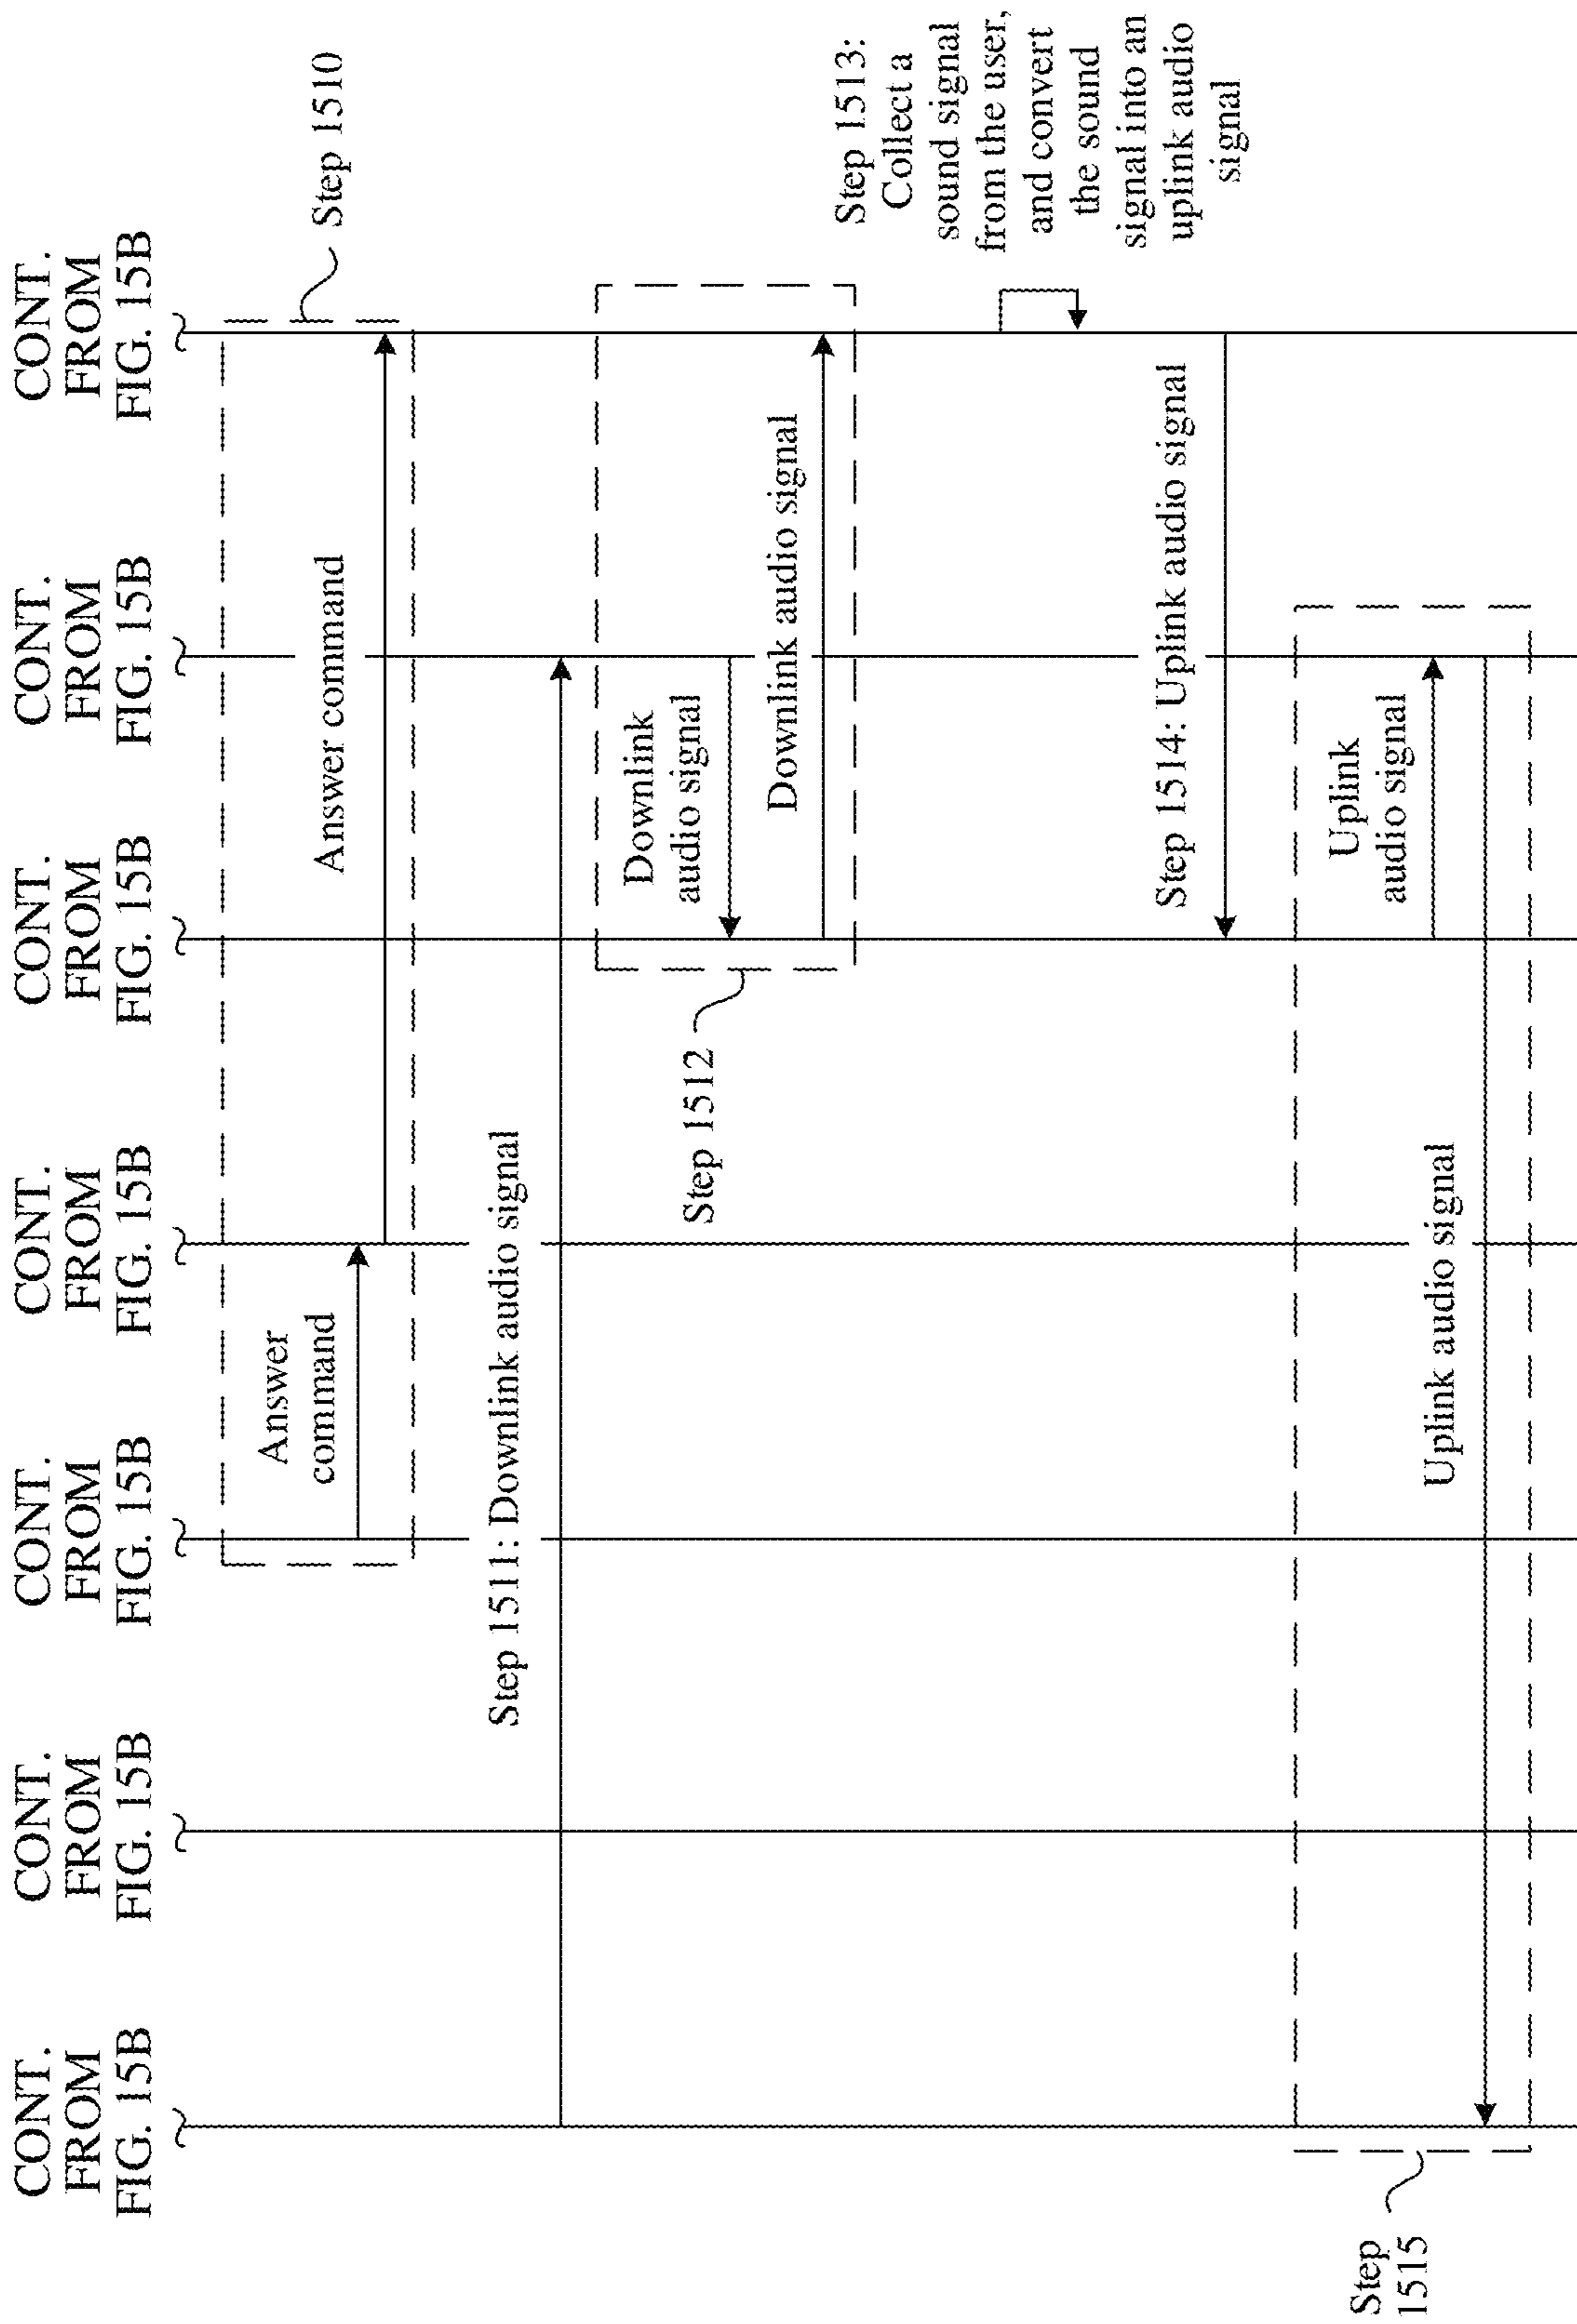 CONT.
FROM
FIG. 15B
CONT.
FROM
FIG. 15B
CONT.
FROM
FIG. 15B
CONT.
FROM
FIG. 15B
CONT.
FROM
FIG. 15B
CONT.
FROM
FIG. 15B
CONT.
FROM
FIG. 15B
Step 1510
Answer
command
Answer command
Step 1511: Downlink audio signal
Downlink
audio signal
Step 1512
Downlink audio signal
Step 1513:
Collect a
sound signal
from the user,
and convert
the sound
signal into an
uplink audio
signal
Step 1514: Uplink audio signal
Uplink
audio signal
Step
1515
Uplink audio signal